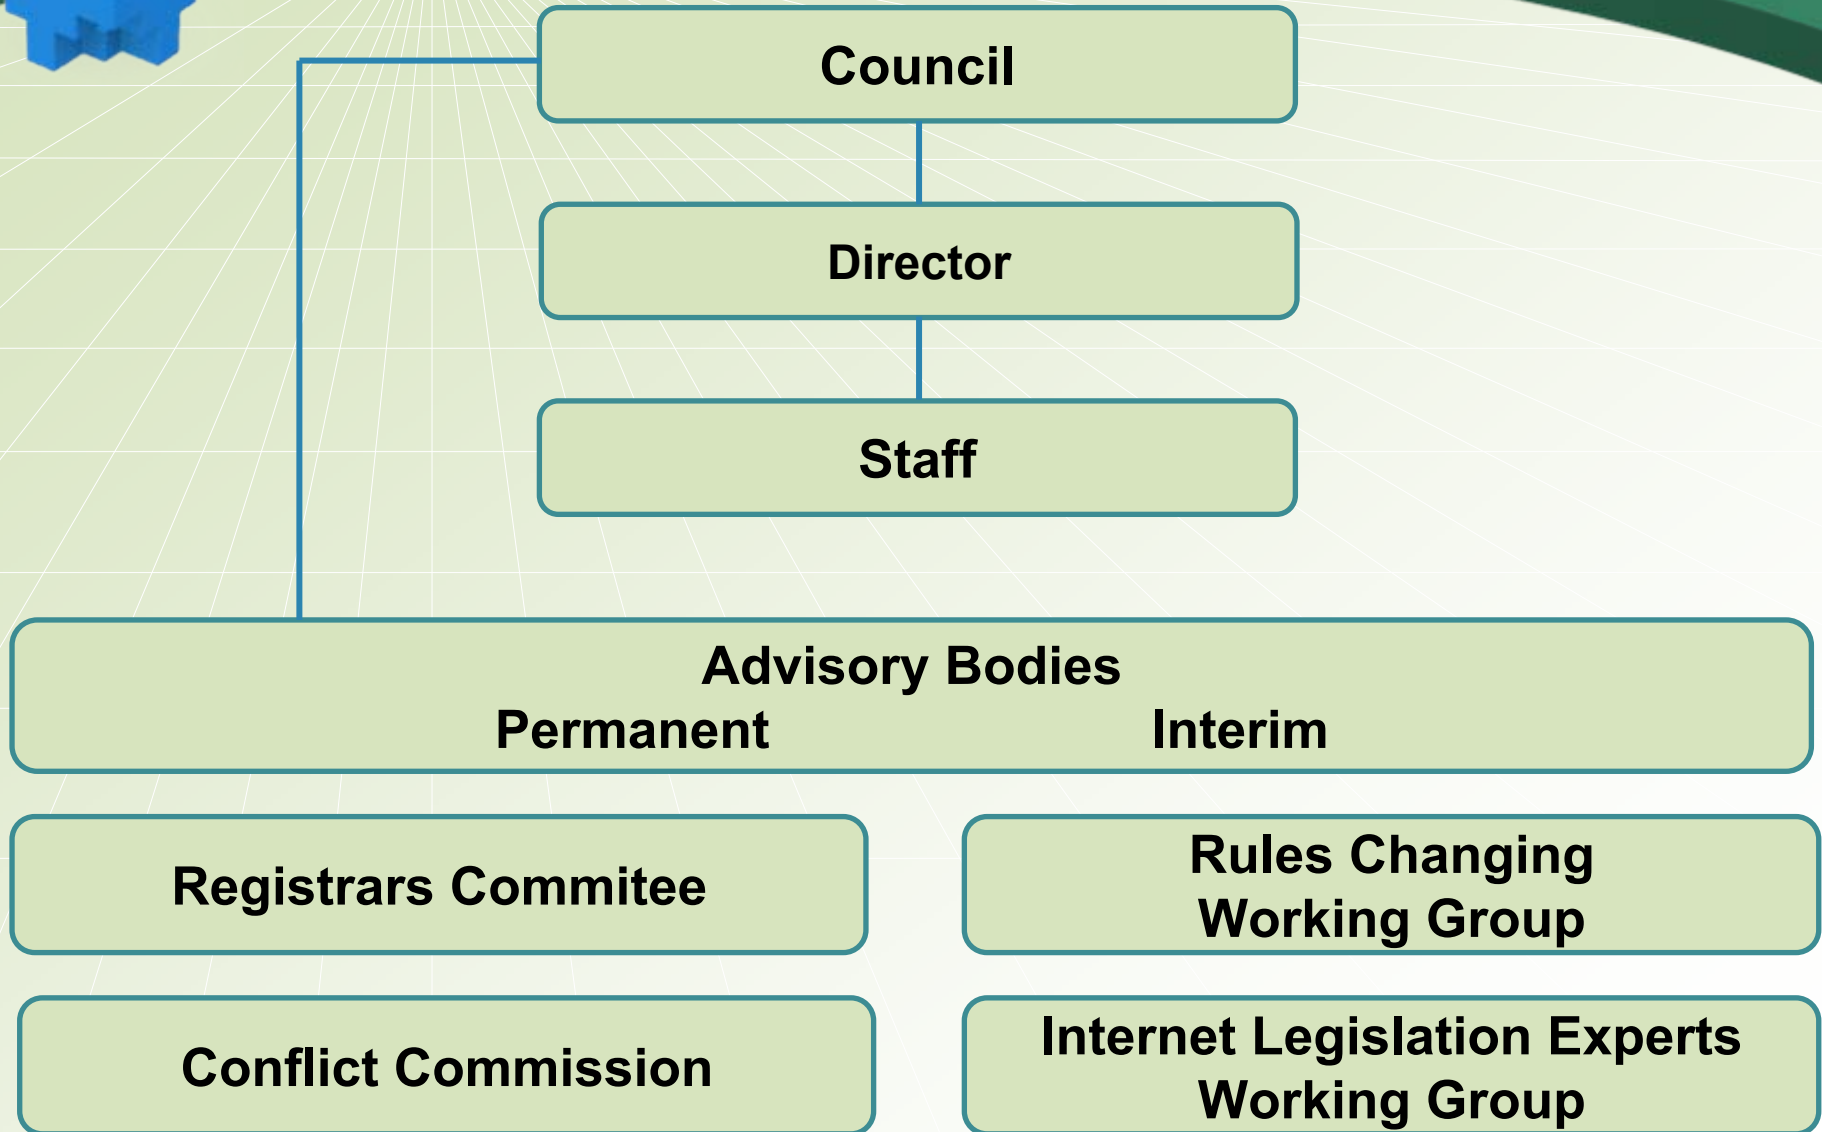 Council
Director
Staff
Advisory Bodies
Permanent Interim
Registrars Commitee
Rules Changing
Working Group
Conflict Commission
Internet Legislation Experts
Working Group